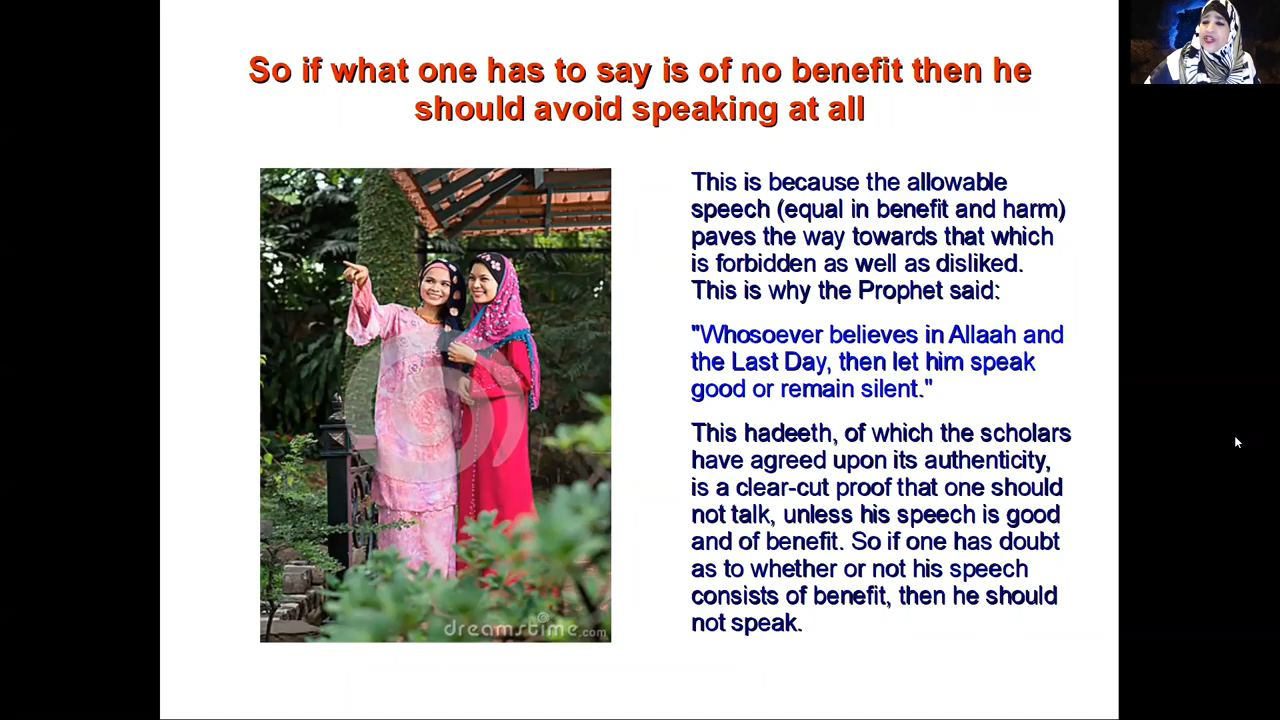 So if what one has to say is of no benefit then he
should avoid speaking at all
This is because the allowable
speech (equal in benefit and harm)
paves the way towards that which
is forbidden as well as disliked.
This is why the Prophet said:
"Whosoever believes in Allaah and
the Last Day, then let him speak
good or remain silent."
This hadeeth, of which the scholars
have agreed upon its authenticity,
is a clear-cut proof that one should
not talk, unless his speech is good
and of benefit. So if one has doubt
as to whether or not his speech
consists of benefit, then he should
not speak.
dreamstime.com